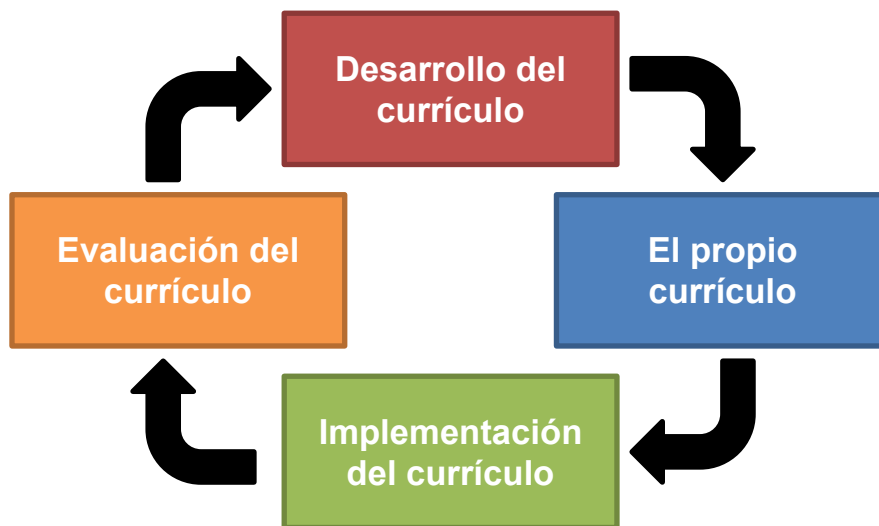 Desarrollo del
currículo
El propio
currículo
Implementación
del currículo
Evaluación del
currículo